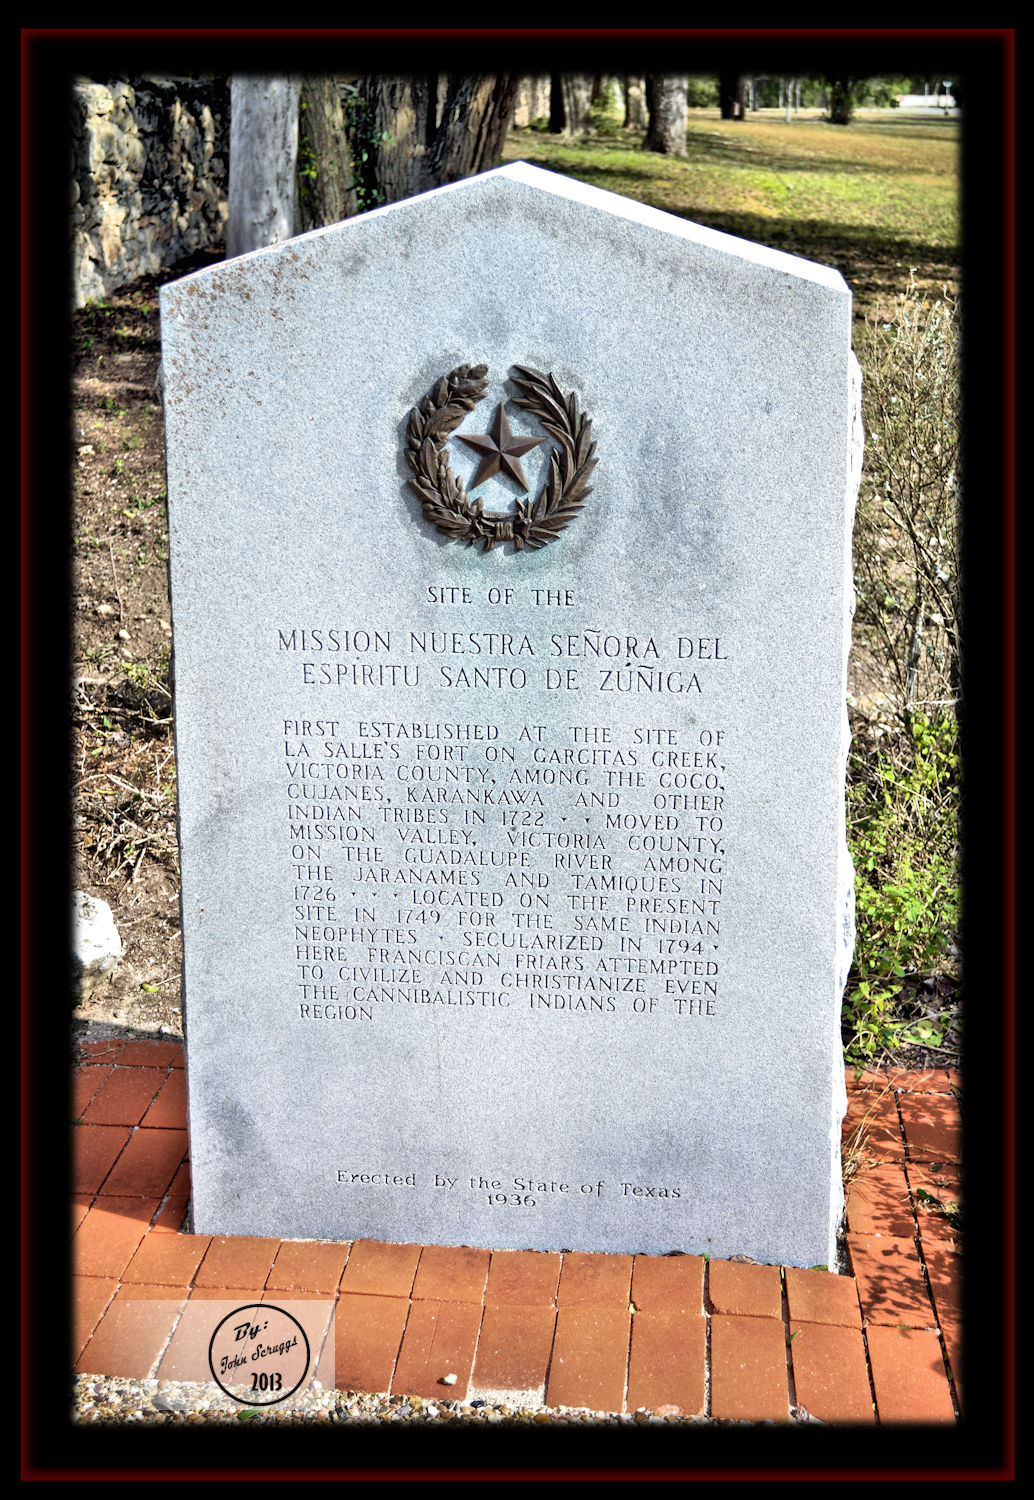 SITE OF THE
MISSION NUESTRA SEÑORA DEL
ESPÍRITU SANTO DE ZÚÑIGA
FIRST ESTABLISHED AT THE SITE OF
LA SALLE'S FORT ON GARCITAS CREEK,
VICTORIA COUNTY, AMONG THE COCO,
CUJANES, KARANKAWA AND OTHER
INDIAN TRIBES IN 1722 · · MOVED TO
MISSION VALLEY, VICTORIA COUNTY,
ON THE GUADALUPE RIVER AMONG
THE JARANAMES AND TAMIQUES IN
1726 · · · LOCATED ON THE PRESENT
SITE IN 1749 FOR THE SAME INDIAN
NEOPHYTES · SECULARIZED IN 1794 ·
HERE FRANCISCAN FRIARS ATTEMPTED
TO CIVILIZE AND CHRISTIANIZE EVEN
THE CANNIBALISTIC INDIANS OF THE
REGION
Erected by the State of Texas
1936
By:
John Scruggs
2013